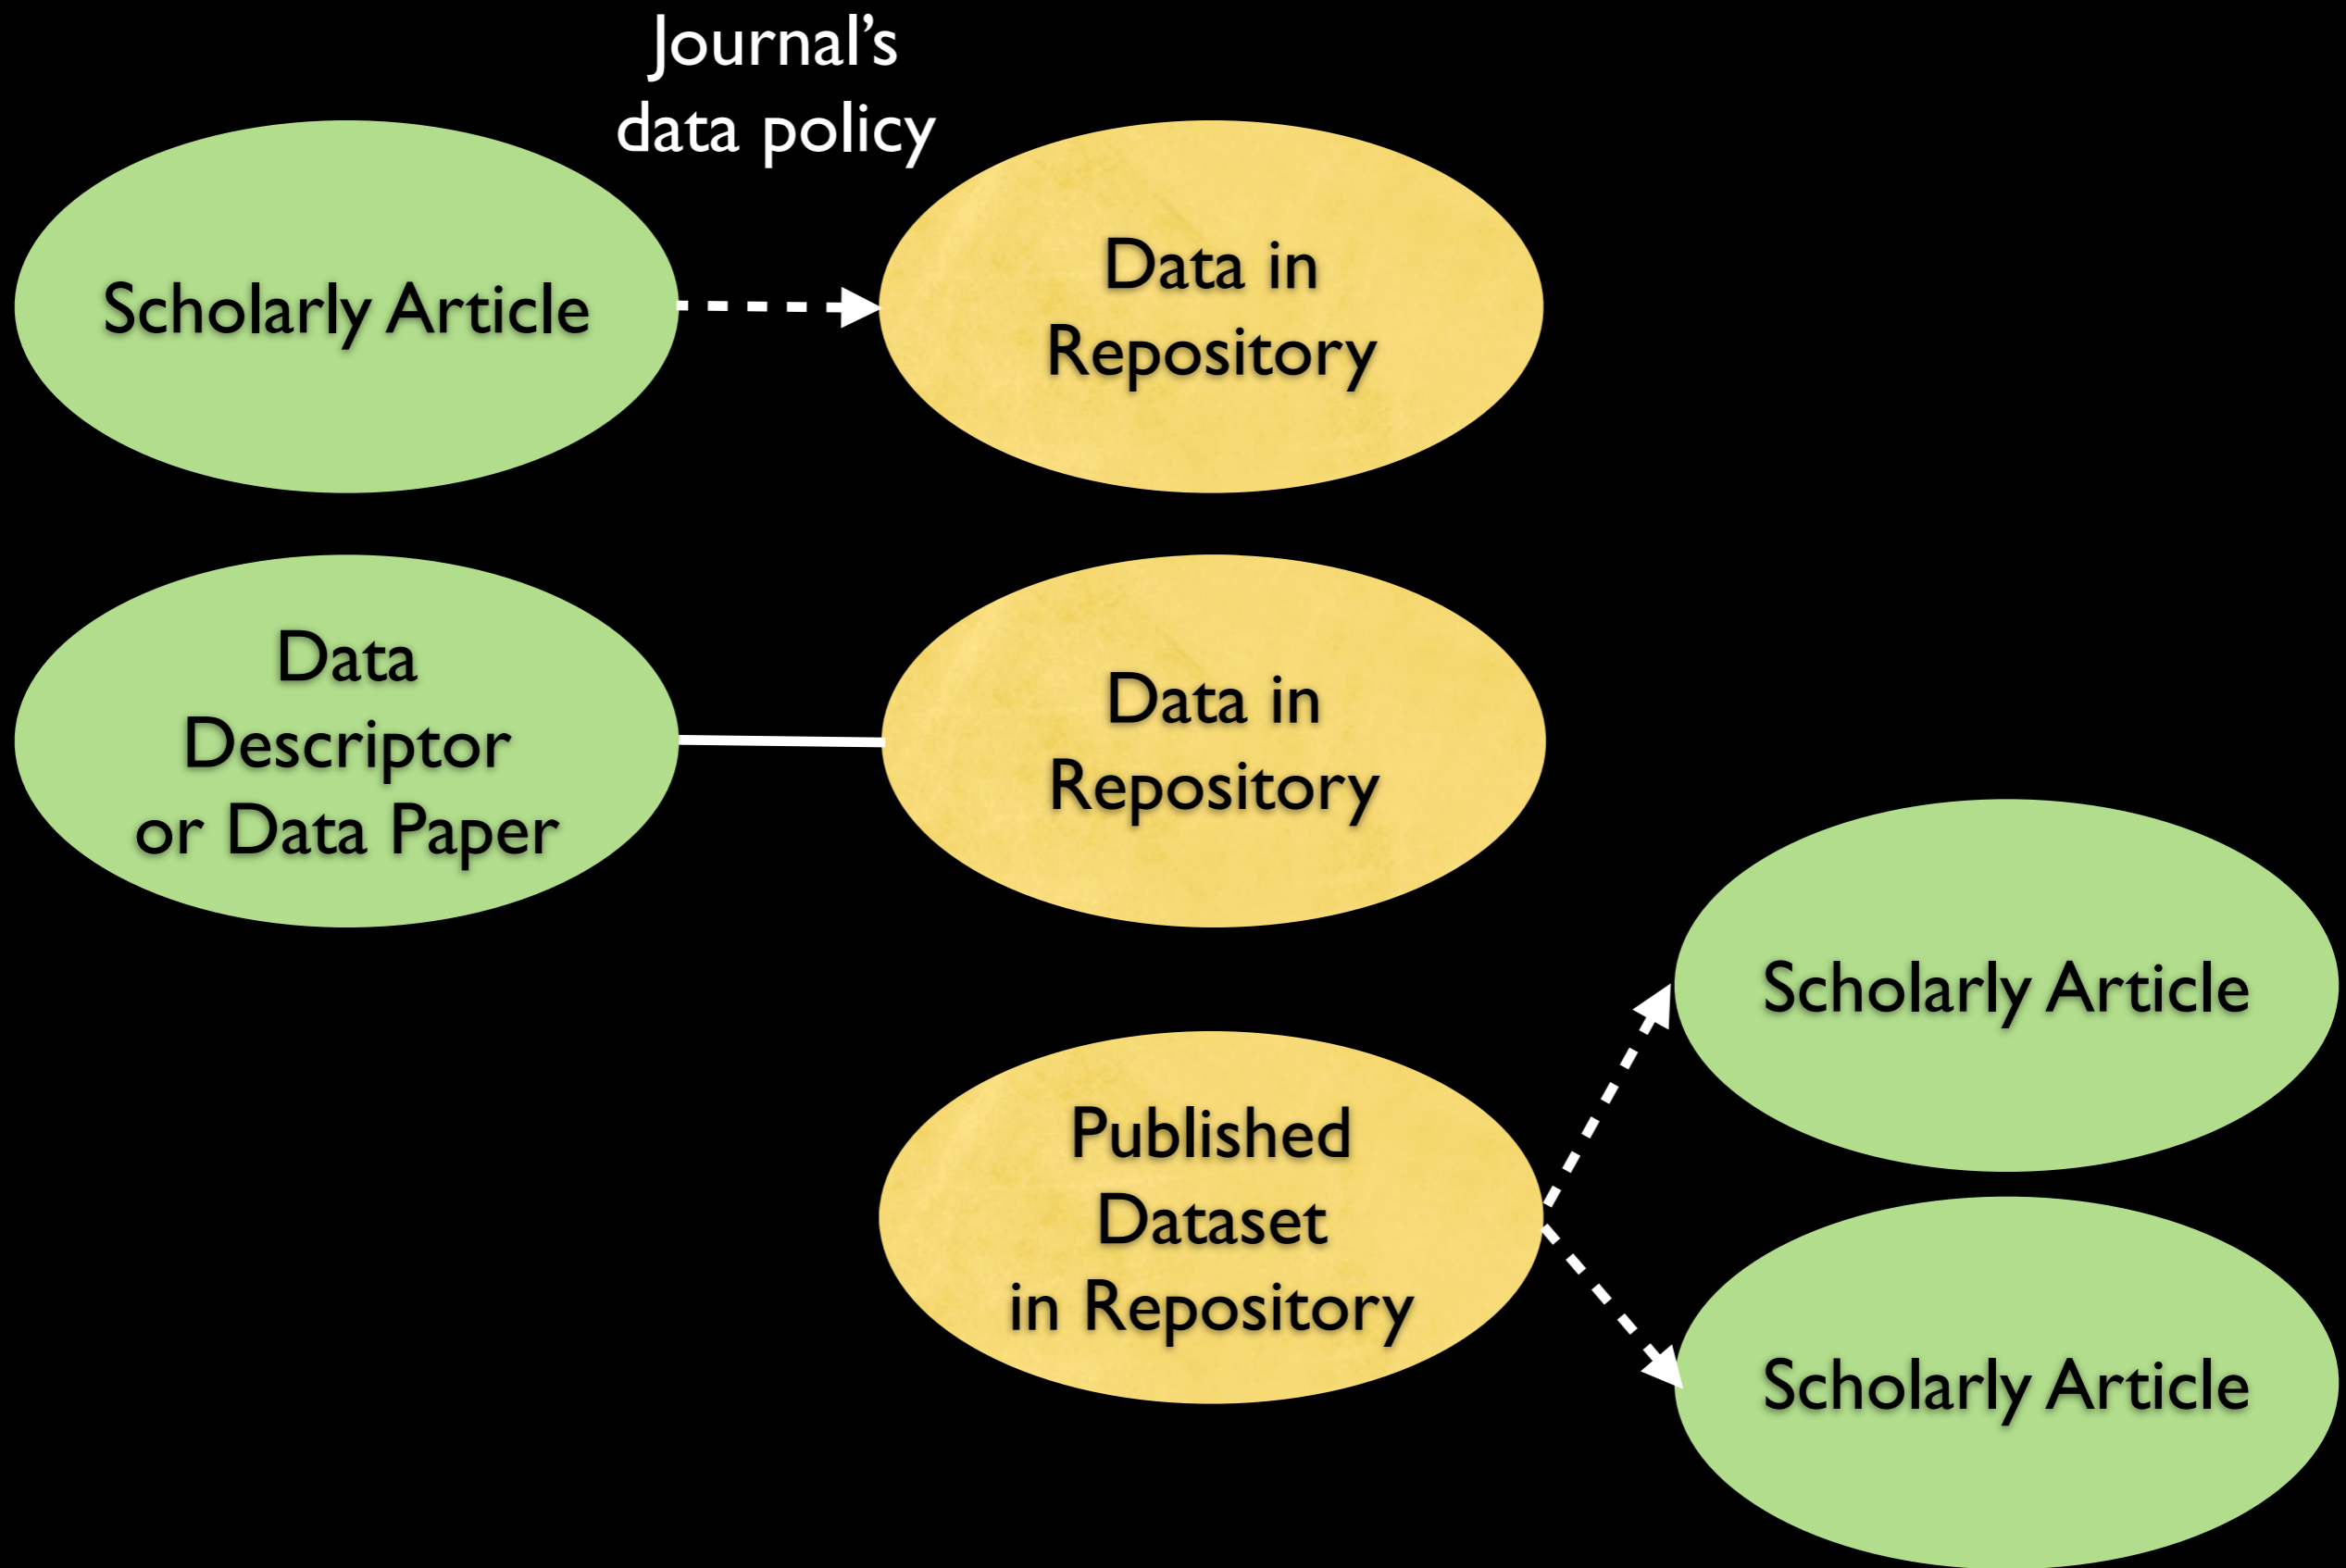 Journal’s
data policy
Scholarly Article
Data in
Repository
Data
Descriptor
or Data Paper
Data in
Repository
Published
Dataset
in Repository
Scholarly Article
Scholarly Article